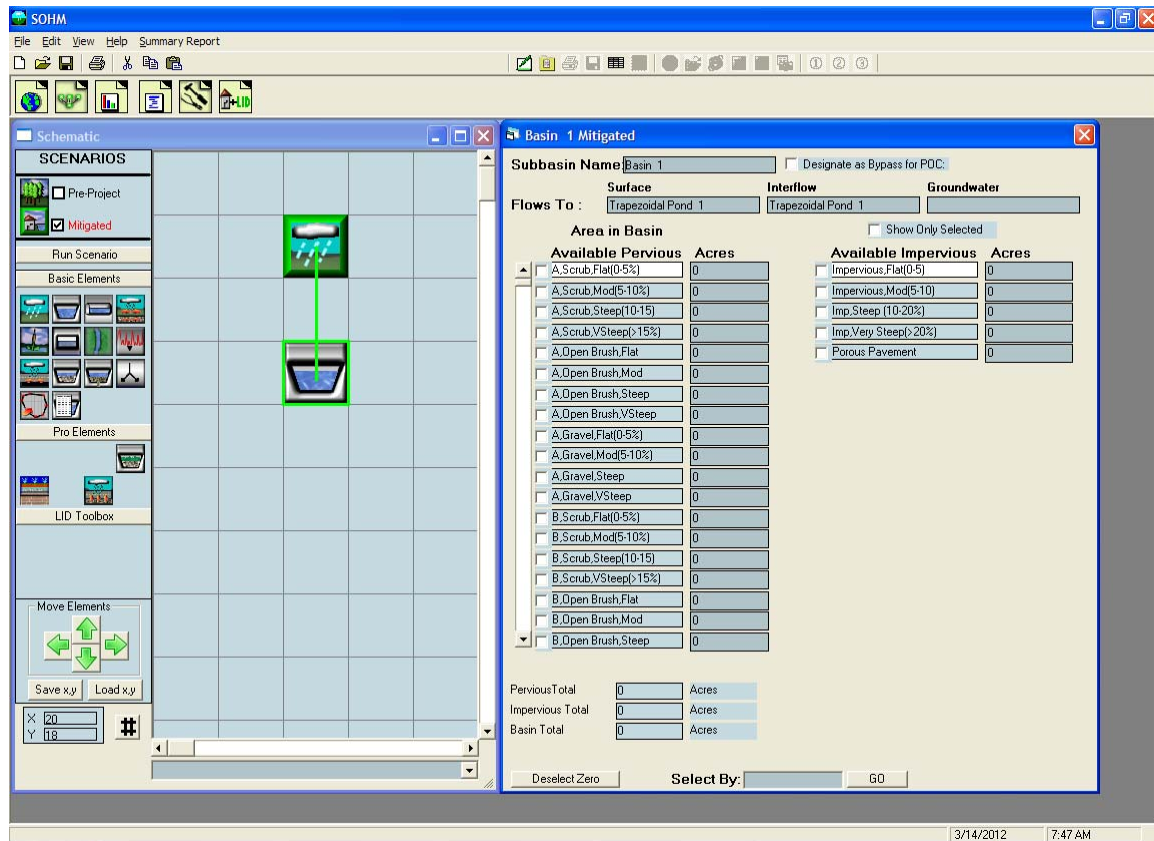 SOHM
File Edit View Help Summary Report
+LID
Schematic
SCENARIOS
Pre-Project
Mitigated
Run Scenario
Basic Elements
Pro Elements
LID Toolbox
Move Elements
Save x,y Load x,y
X 20
Y 18
#
Basin 1 Mitigated
Subbasin Name: Basin 1 Designate as Bypass for POC:
Surface Interflow Groundwater
Flows To : Trapezoidal Pond 1 Trapezoidal Pond 1
Area in Basin Show Only Selected
Available Pervious Acres Available Impervious Acres
A,Scrub,Flat(0-5%) 0 Impervious,Flat(0-5) 0
A,Scrub,Mod(5-10%) 0 Impervious,Mod(5-10) 0
A,Scrub,Steep(10-15) 0 Imp,Steep (10-20%) 0
A,Scrub,VSteep(>15%) 0 Imp,Very Steep(>20%) 0
A,Open Brush,Flat 0 Porous Pavement 0
A,Open Brush,Mod 0
A,Open Brush,Steep 0
A,Open Brush,VSteep 0
A,Gravel,Flat(0-5%) 0
A,Gravel,Mod(5-10%) 0
A,Gravel,Steep 0
A,Gravel,VSteep 0
B,Scrub,Flat(0-5%) 0
B,Scrub,Mod(5-10%) 0
B,Scrub,Steep(10-15) 0
B,Scrub,VSteep(>15%) 0
B,Open Brush,Flat 0
B,Open Brush,Mod 0
B,Open Brush,Steep 0
PerviousTotal 0 Acres
Impervious Total 0 Acres
Basin Total 0 Acres
Deselect Zero Select By: GO
3/14/2012 7:47 AM